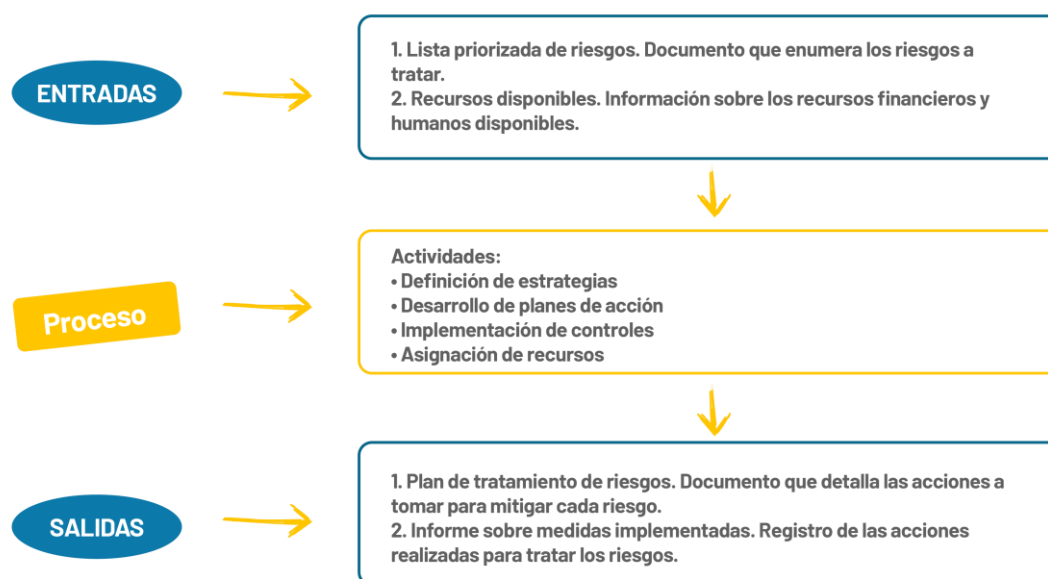 ENTRADAS
1. Lista priorizada de riesgos. Documento que enumera los riesgos a
tratar.
2. Recursos disponibles. Información sobre los recursos financieros y
humanos disponibles.
Proceso
Actividades:
• Definición de estrategias
• Desarrollo de planes de acción
• Implementación de controles
• Asignación de recursos
SALIDAS
1. Plan de tratamiento de riesgos. Documento que detalla las acciones a
tomar para mitigar cada riesgo.
2. Informe sobre medidas implementadas. Registro de las acciones
realizadas para tratar los riesgos.